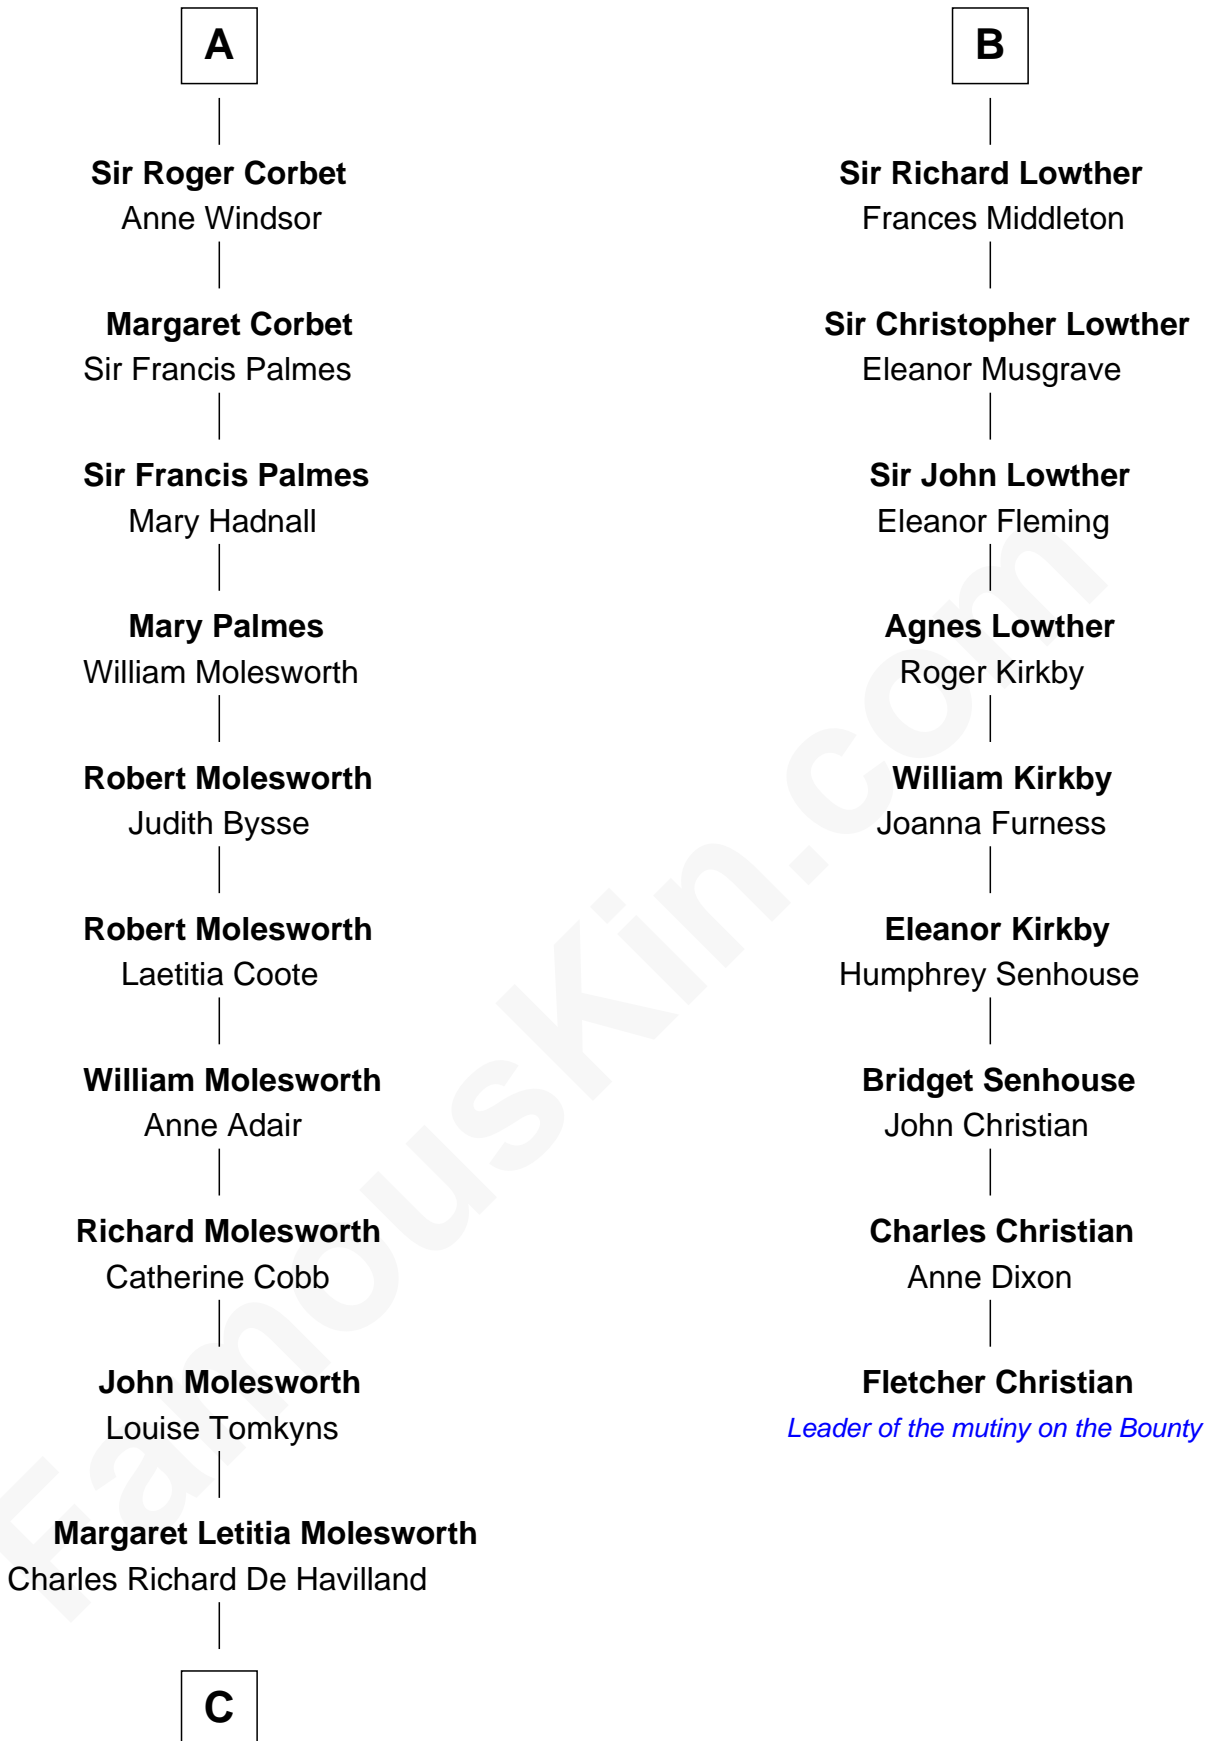 A
Sir Roger Corbet
Anne Windsor
Margaret Corbet
Sir Francis Palmes
Sir Francis Palmes
Mary Hadnall
Mary Palmes
William Molesworth
Robert Molesworth
Judith Bysse
Robert Molesworth
Laetitia Coote
William Molesworth
Anne Adair
Richard Molesworth
Catherine Cobb
John Molesworth
Louise Tomkyns
Margaret Letitia Molesworth
Charles Richard De Havilland
C
B
Sir Richard Lowther
Frances Middleton
Sir Christopher Lowther
Eleanor Musgrave
Sir John Lowther
Eleanor Fleming
Agnes Lowther
Roger Kirkby
William Kirkby
Joanna Furness
Eleanor Kirkby
Humphrey Senhouse
Bridget Senhouse
John Christian
Charles Christian
Anne Dixon
Fletcher Christian
Leader of the mutiny on the Bounty
FamousKin.com